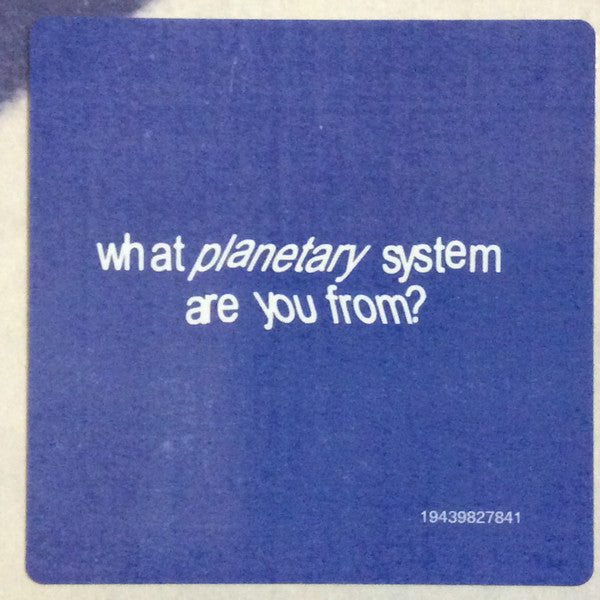 what planetary system
are you from?
19439827841